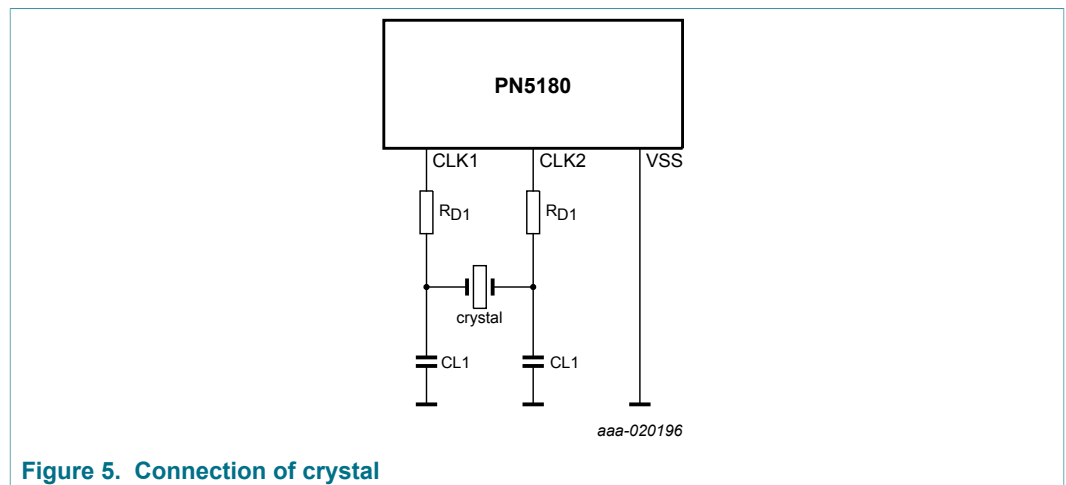 PN5180
CLK1 CLK2 VSS
RD1 RD1
crystal
CL1 CL1
aaa-020196
Figure 5. Connection of crystal